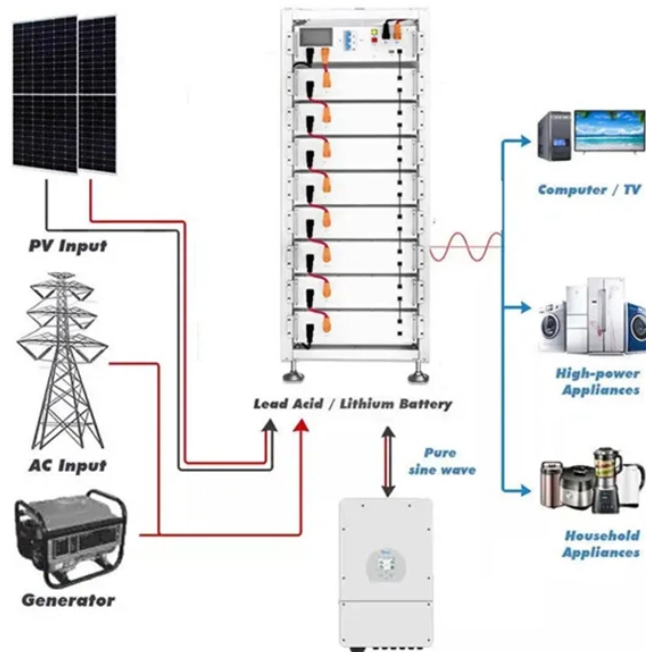 PV Input
AC Input
Generator
Lead Acid / Lithium Battery
Pure
sine wave
Computer / TV
High-power
Appliances
Household
Appliances